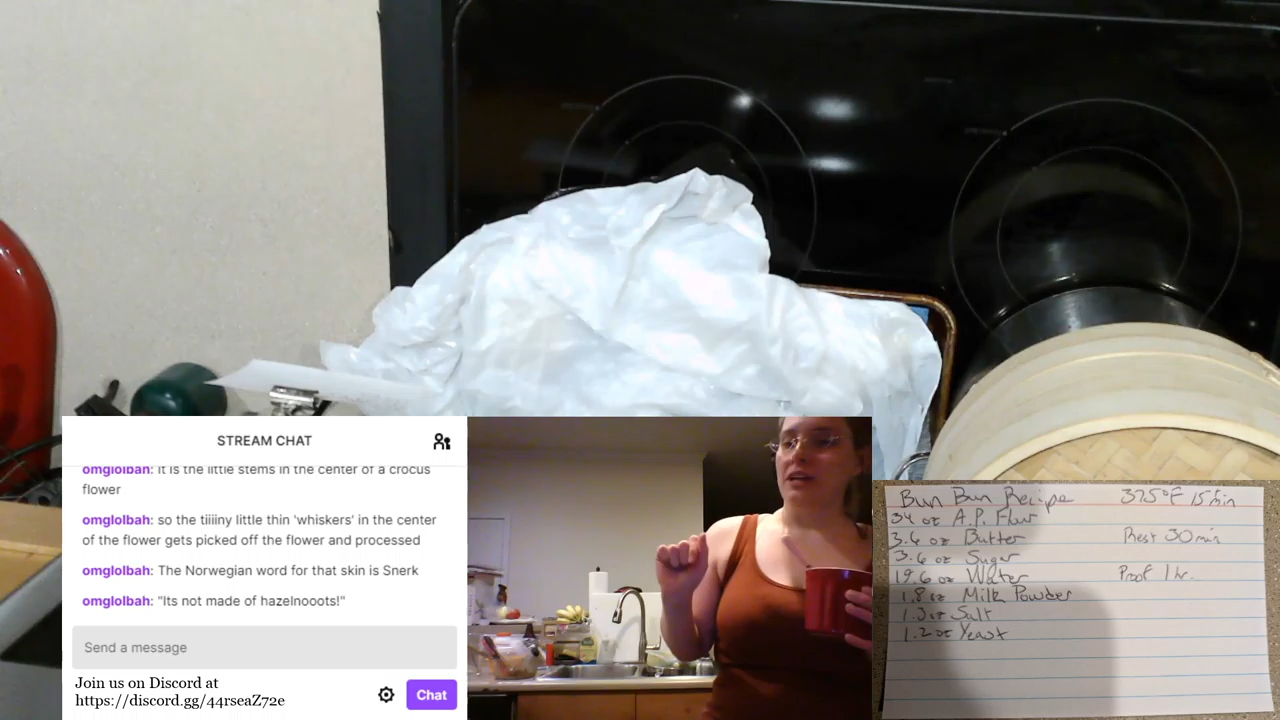 STREAM CHAT
omglolbah: it is the little stems in the center of a crocus
flower
omglolbah: so the tiiiiny little thin 'whiskers' in the center
of the flower gets picked off the flower and processed
omglolbah: The Norwegian word for that skin is Snerk
omglolbah: "Its not made of hazelnooots!"
Send a message
Join us on Discord at
https://discord.gg/44rseaZ72e
Chat
Bun Bun Recipe 375°F 15 min
34 oz A.P. Flour
3.6 oz Butter Rest 30 min
3.6 oz Sugar
19.6 oz Water Proof 1 hr.
1.8 oz Milk Powder
oz Salt
1.2 oz Yeast